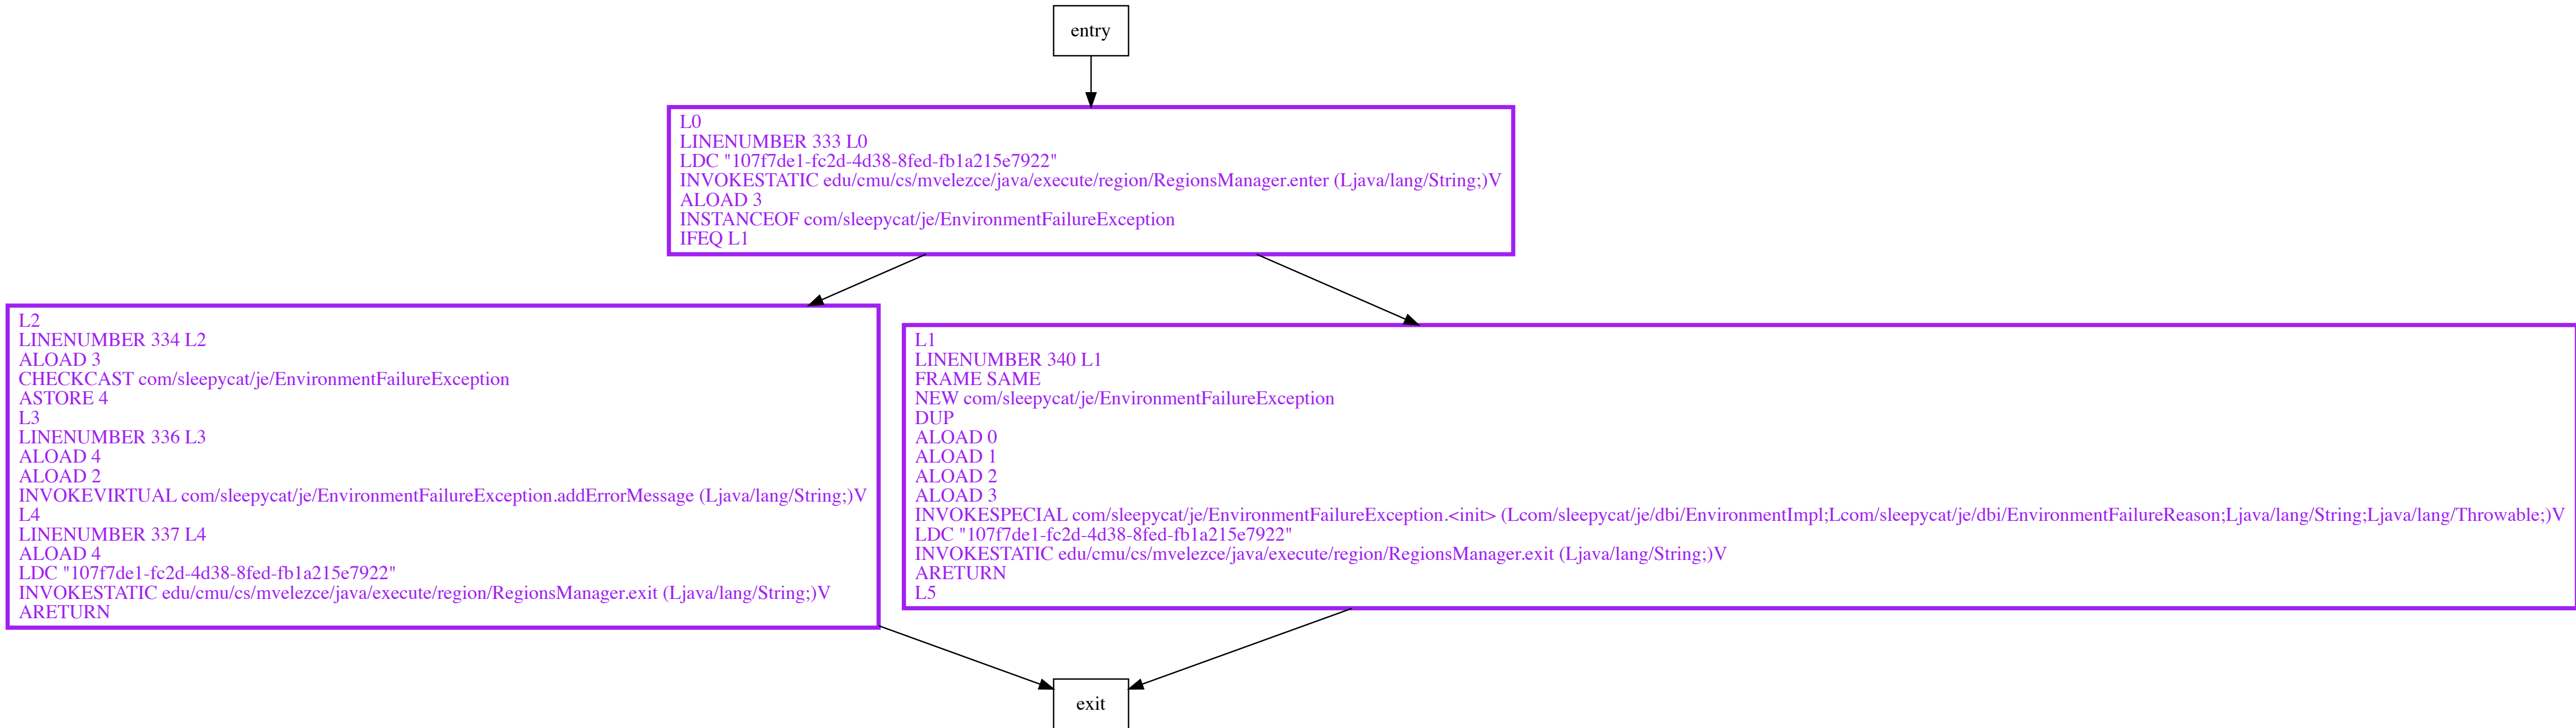 entry
L0
LINENUMBER 333 L0
LDC "107f7de1-fc2d-4d38-8fed-fb1a215e7922"
INVOKESTATIC edu/cmu/cs/mvelezce/java/execute/region/RegionsManager.enter (Ljava/lang/String;)V
ALOAD 3
INSTANCEOF com/sleepycat/je/EnvironmentFailureException
IFEQ L1
L2
LINENUMBER 334 L2
ALOAD 3
CHECKCAST com/sleepycat/je/EnvironmentFailureException
ASTORE 4
L3
LINENUMBER 336 L3
ALOAD 4
ALOAD 2
INVOKEVIRTUAL com/sleepycat/je/EnvironmentFailureException.addErrorMessage (Ljava/lang/String;)V
L4
LINENUMBER 337 L4
ALOAD 4
LDC "107f7de1-fc2d-4d38-8fed-fb1a215e7922"
INVOKESTATIC edu/cmu/cs/mvelezce/java/execute/region/RegionsManager.exit (Ljava/lang/String;)V
ARETURN
L1
LINENUMBER 340 L1
FRAME SAME
NEW com/sleepycat/je/EnvironmentFailureException
DUP
ALOAD 0
ALOAD 1
ALOAD 2
ALOAD 3
INVOKESPECIAL com/sleepycat/je/EnvironmentFailureException.<init> (Lcom/sleepycat/je/dbi/EnvironmentImpl;Lcom/sleepycat/je/dbi/EnvironmentFailureReason;Ljava/lang/String;Ljava/lang/Throwable;)V
LDC "107f7de1-fc2d-4d38-8fed-fb1a215e7922"
INVOKESTATIC edu/cmu/cs/mvelezce/java/execute/region/RegionsManager.exit (Ljava/lang/String;)V
ARETURN
L5
exit